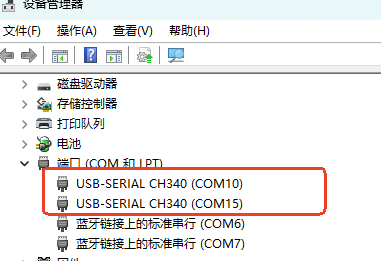 设备管理器
文件(F) 操作(A) 查看(V) 帮助(H)
磁盘驱动器
存储控制器
打印队列
电池
端口 (COM 和 LPT)
USB-SERIAL CH340 (COM10)
USB-SERIAL CH340 (COM15)
蓝牙链接上的标准串行 (COM6)
蓝牙链接上的标准串行 (COM7)